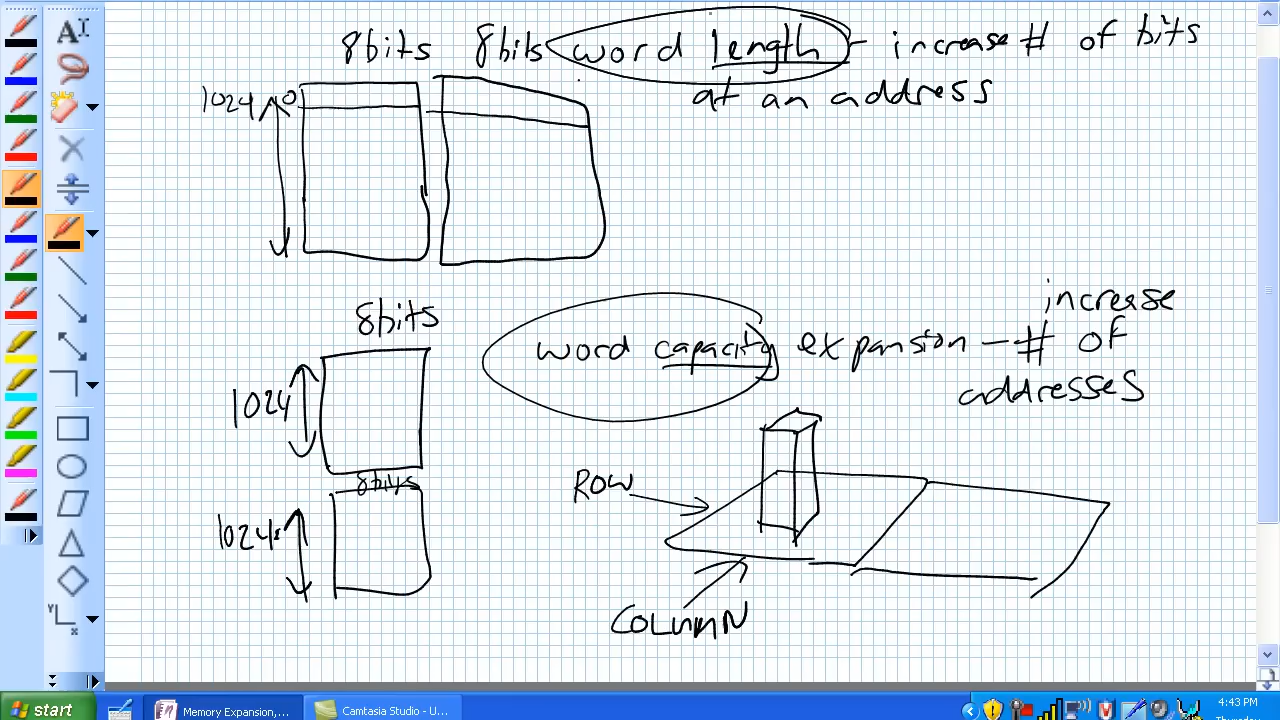 8bits 8bits word length - increase # of bits
at an address
1024
0
8bits
increase
word capacity expansion - # of
addresses
1024
8bits
ROW
1024
COLUMN
start
Memory Expansion,...
Camtasia Studio - U...
4:43 PM
Thursday